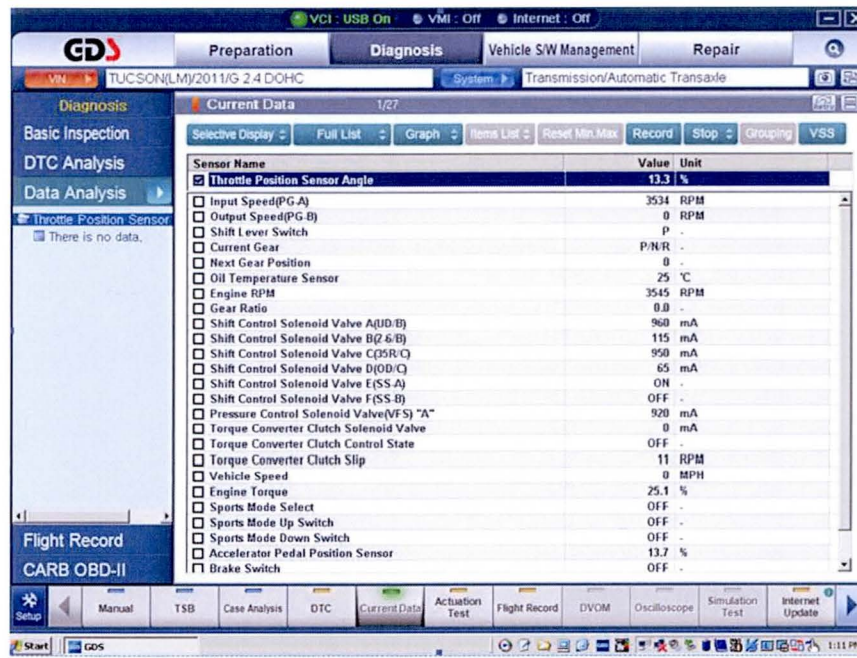 VCI : USB On VMI : Off Internet : Off
GDS Preparation Diagnosis Vehicle S/W Management Repair
VIN TUCSON(LM)/2011/G 2.4 DOHC System Transmission/Automatic Transaxle
Diagnosis
Basic Inspection
DTC Analysis
Data Analysis
Throttle Position Sensor
There is no data,
Flight Record
CARB OBD-II
Current Data 1/27
Selective Display Full List Graph Items List Reset Min.Max Record Stop Grouping VSS
Sensor Name Value Unit
Throttle Position Sensor Angle 13.3 %
Input Speed(PG-A) 3534 RPM
Output Speed(PG-B) 0 RPM
Shift Lever Switch P -
Current Gear P/N/R -
Next Gear Position 0 -
Oil Temperature Sensor 25 'C
Engine RPM 3545 RPM
Gear Ratio 0.0 -
Shift Control Solenoid Valve A(UD/B) 960 mA
Shift Control Solenoid Valve B(2-6/B) 115 mA
Shift Control Solenoid Valve C(35R/C) 950 mA
Shift Control Solenoid Valve D(OD/C) 65 mA
Shift Control Solenoid Valve E(SS-A) ON -
Shift Control Solenoid Valve F(SS-B) OFF -
Pressure Control Solenoid Valve(VFS) "A" 920 mA
Torque Converter Clutch Solenoid Valve 0 mA
Torque Converter Clutch Control State OFF -
Torque Converter Clutch Slip 11 RPM
Vehicle Speed 0 MPH
Engine Torque 25.1 %
Sports Mode Select OFF -
Sports Mode Up Switch OFF -
Sports Mode Down Switch OFF -
Accelerator Pedal Position Sensor 13.7 %
Brake Switch OFF -
Setup Manual TSB Case Analysis DTC Current Data Actuation Test Flight Record DVOM Oscilloscope Simulation Test Internet Update
Start GDS 1:11 PM